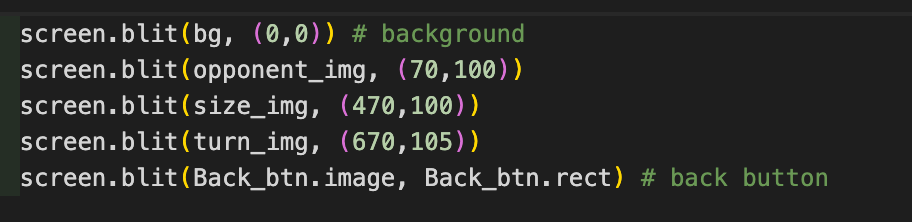 screen.blit(bg, (0,0)) # background
screen.blit(opponent_img, (70,100))
screen.blit(size_img, (470,100))
screen.blit(turn_img, (670,105))
screen.blit(Back_btn.image, Back_btn.rect) # back button